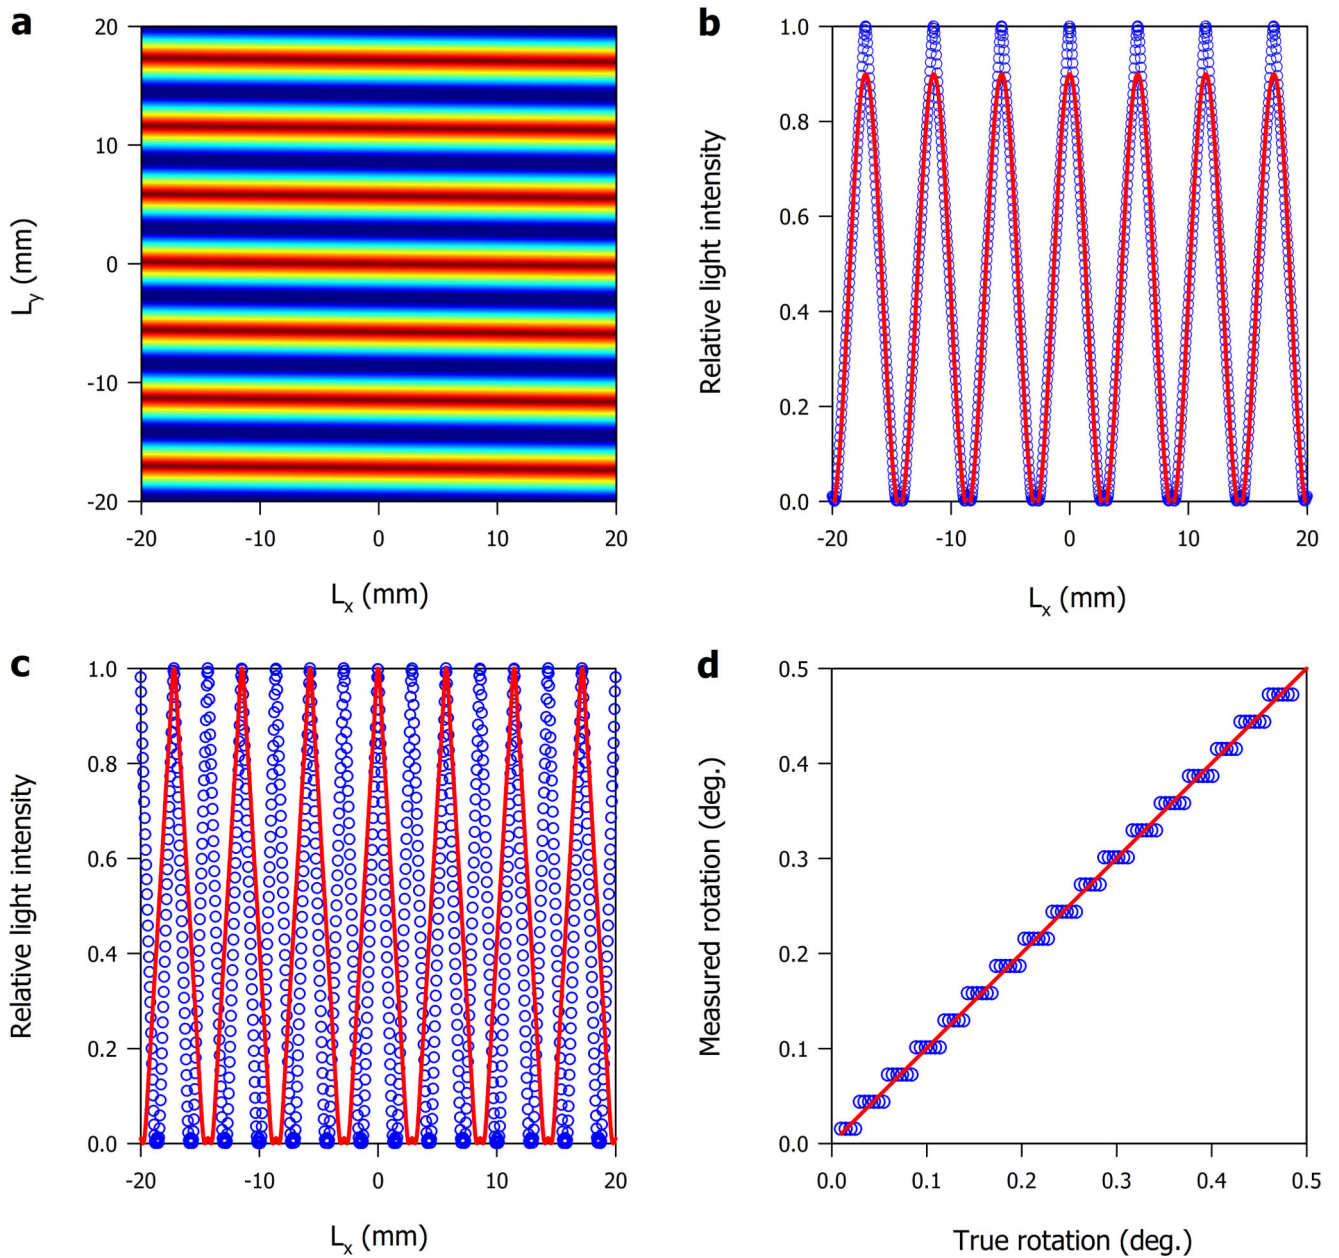 a
20
10
0
-10
-20
-20 -10 0 10 20
L_y (mm)
L_x (mm)
b
1.0
0.8
0.6
0.4
0.2
0.0
-20 -10 0 10 20
Relative light intensity
L_x (mm)
c
1.0
0.8
0.6
0.4
0.2
0.0
-20 -10 0 10 20
Relative light intensity
L_x (mm)
d
0.5
0.4
0.3
0.2
0.1
0.0
0.0 0.1 0.2 0.3 0.4 0.5
Measured rotation (deg.)
True rotation (deg.)